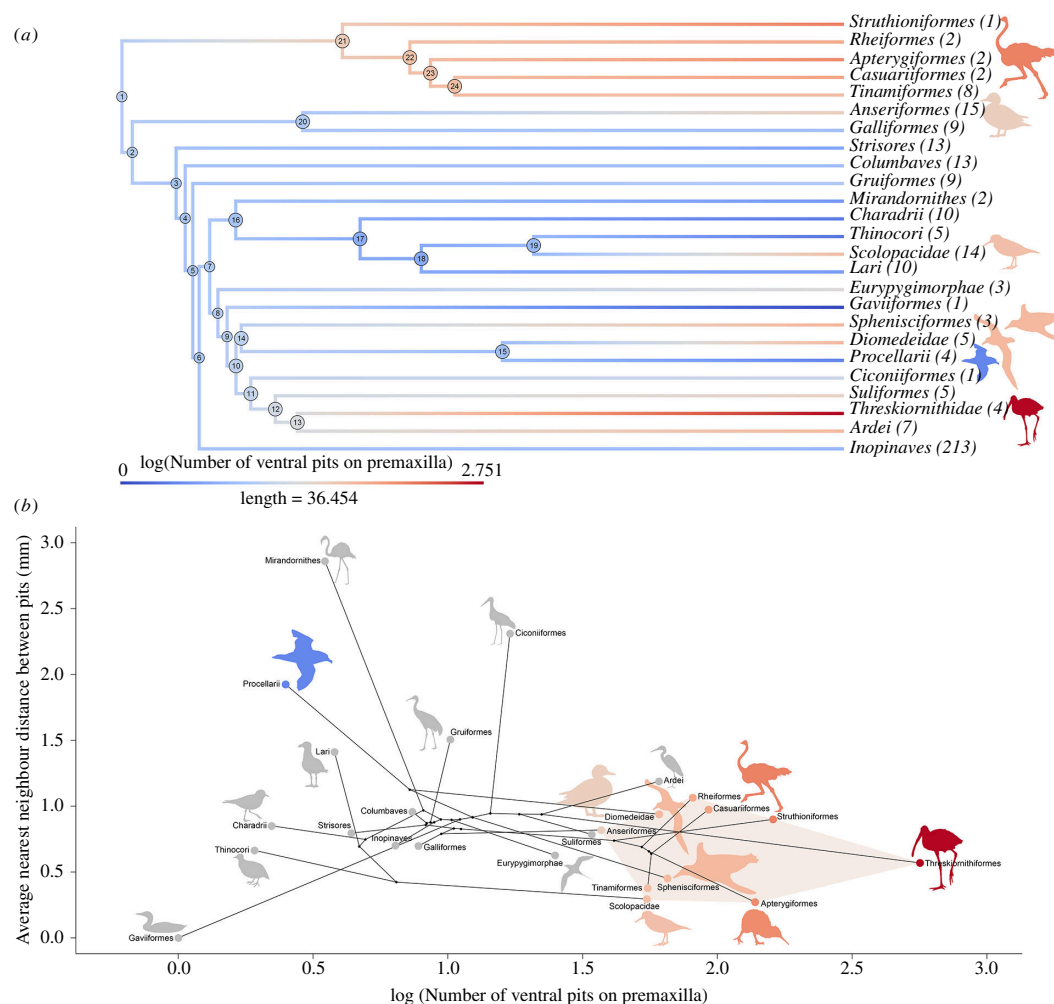 (a)
Struthioniformes (1)
Rheiformes (2)
Apterygiformes (2)
Casuariiformes (2)
Tinamiformes (8)
Anseriformes (15)
Galliformes (9)
Strisores (13)
Columbaves (13)
Gruiformes (9)
Mirandornithes (2)
Charadrii (10)
Thinocori (5)
Scolopacidae (14)
Lari (10)
Eurypygimorphae (3)
Gaviiformes (1)
Sphenisciformes (3)
Diomedeidae (5)
Procellarii (4)
Ciconiiformes (1)
Suliformes (5)
Threskiornithidae (4)
Ardei (7)
Inopinaves (213)
21
22
23
24
1
20
2
3
4
16
17
19
18
5
7
8
9
14
15
6
10
11
12
13
0 log(Number of ventral pits on premaxilla) 2.751
length = 36.454
(b)
Average nearest neighbour distance between pits (mm)
3.0
2.5
2.0
1.5
1.0
0.5
0.0
Mirandornithes
Ciconiiformes
Procellarii
Gruiformes
Lari
Ardei
Rheiformes
Columbaves
Diomedeidae
Casuariiformes
Struthioniformes
Charadrii
Strisores
Anseriformes
Inopinaves
Suliformes
Galliformes
Thinocori
Eurypygimorphae
Threskiornithiformes
Tinamiformes
Sphenisciformes
Scolopacidae
Apterygiformes
Gaviiformes
0.0 0.5 1.0 1.5 2.0 2.5 3.0
log (Number of ventral pits on premaxilla)